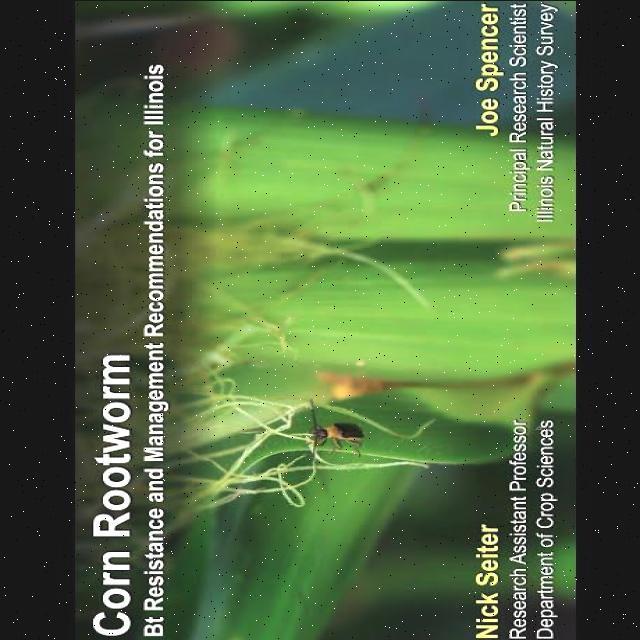 Corn Rootworm
Bt Resistance and Management Recommendations for Illinois
Nick Seiter
Research Assistant Professor
Department of Crop Sciences
Joe Spencer
Principal Research Scientist
Illinois Natural History Survey